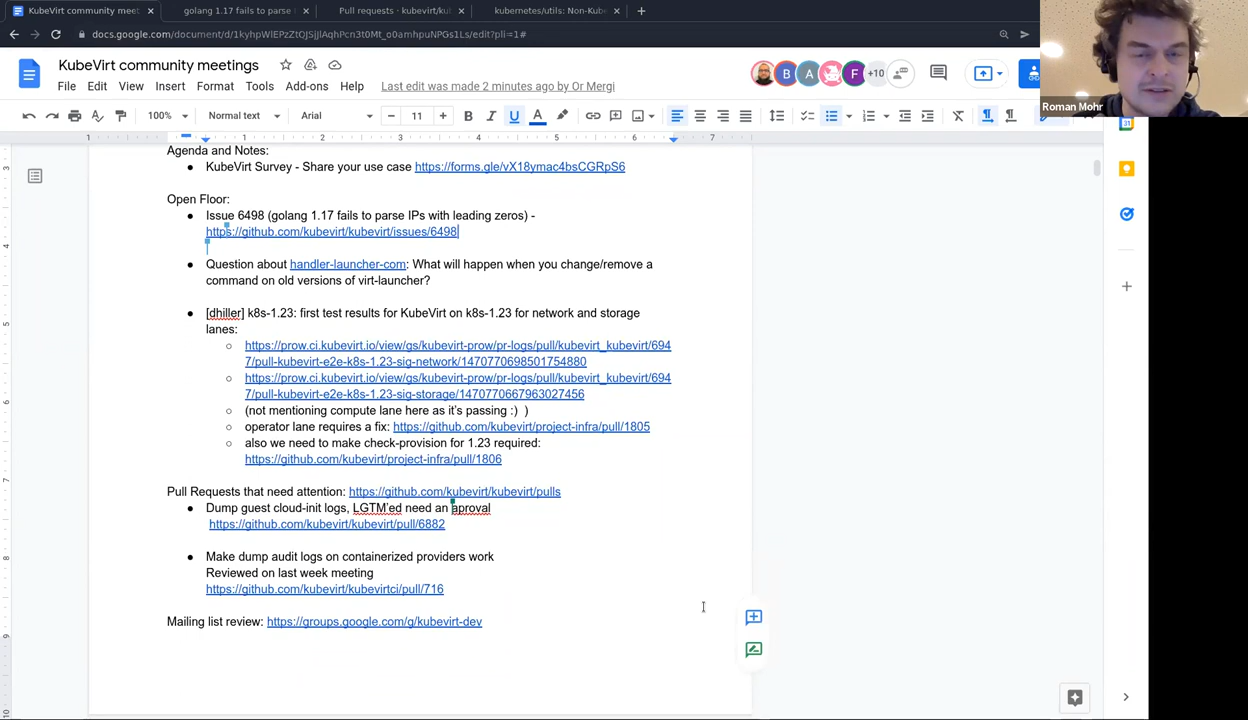 KubeVirt community meet
golang 1.17 fails to parse
Pull requests · kubevirt/ku
kubernetes/utils: Non-Kub
docs.google.com/document/d/
/edit?pli=1#
KubeVirt community meetings
File Edit View Insert Format Tools Add-ons Help Last edit was made 2 minutes ago by Or Mergi
B A F +10
100% Normal text Arial 11 B I U A
Roman Mohr
1 1 2 3 4 5 6 7
Agenda and Notes:
KubeVirt Survey - Share your use case https://forms.gle/vX18ymac4bsCGRpS6
Open Floor:
Issue 6498 (golang 1.17 fails to parse IPs with leading zeros) -
https://github.com/kubevirt/kubevirt/issues/6498
Question about handler-launcher-com: What will happen when you change/remove a
command on old versions of virt-launcher?
[dhiller] k8s-1.23: first test results for KubeVirt on k8s-1.23 for network and storage
lanes:
https://prow.ci.kubevirt.io/view/gs/kubevirt-prow/pr-logs/pull/kubevirt_kubevirt/694
7/pull-kubevirt-e2e-k8s-1.23-sig-network/1470770698501754880
https://prow.ci.kubevirt.io/view/gs/kubevirt-prow/pr-logs/pull/kubevirt_kubevirt/694
7/pull-kubevirt-e2e-k8s-1.23-sig-storage/1470770667963027456
(not mentioning compute lane here as it's passing :) )
operator lane requires a fix: https://github.com/kubevirt/project-infra/pull/1805
also we need to make check-provision for 1.23 required:
https://github.com/kubevirt/project-infra/pull/1806
Pull Requests that need attention: https://github.com/kubevirt/kubevirt/pulls
Dump guest cloud-init logs, LGTM'ed need an aproval
https://github.com/kubevirt/kubevirt/pull/6882
Make dump audit logs on containerized providers work
Reviewed on last week meeting
https://github.com/kubevirt/kubevirtci/pull/716
Mailing list review: https://groups.google.com/g/kubevirt-dev